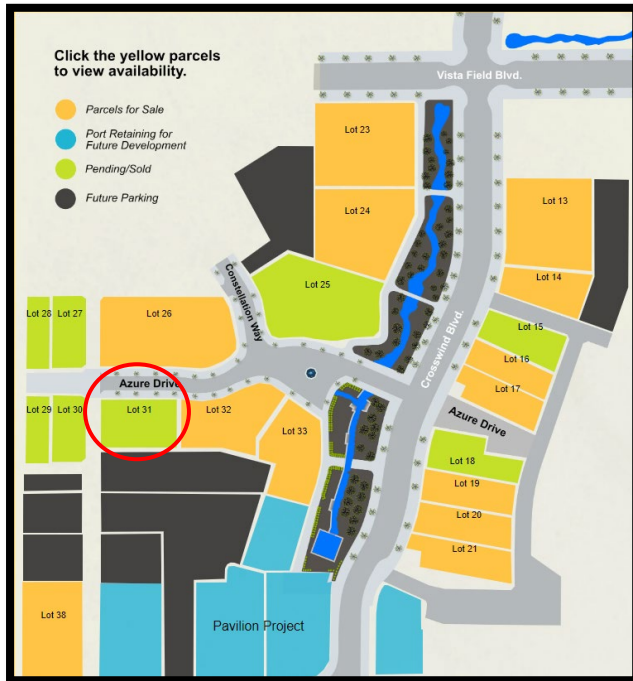 Click the yellow parcels
to view availability.
Parcels for Sale
Port Retaining for
Future Development
Pending/Sold
Future Parking
Vista Field Blvd.
Lot 23
Lot 24
Lot 13
Lot 14
Constellation Way
Lot 25
Lot 28
Lot 27
Lot 26
Lot 15
Lot 16
Lot 17
Crosswind Blvd.
Azure Drive
Azure Drive
Lot 29
Lot 30
Lot 31
Lot 32
Lot 33
Lot 18
Lot 19
Lot 20
Lot 21
Lot 38
Pavilion Project